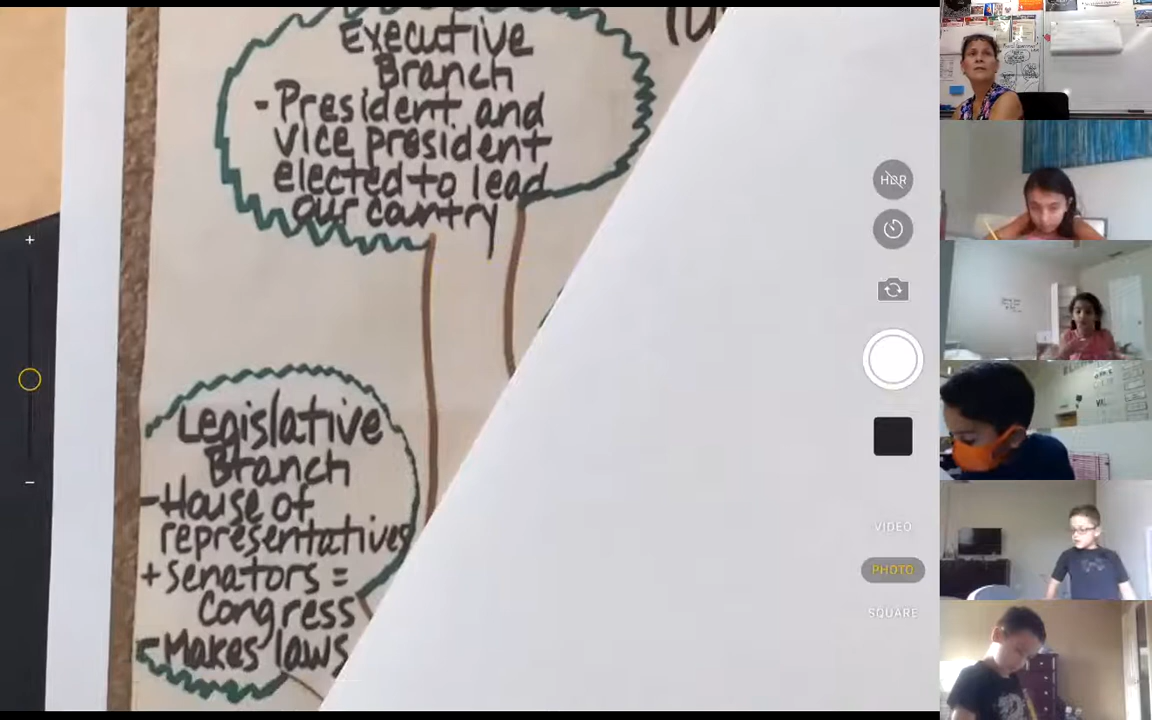 Executive
Branch
- President and
vice president
elected to lead
our country
Legislative
Branch
- House of
representatives
+ Senators =
Congress
- Makes laws
HDR
VIDEO
PHOTO
SQUARE